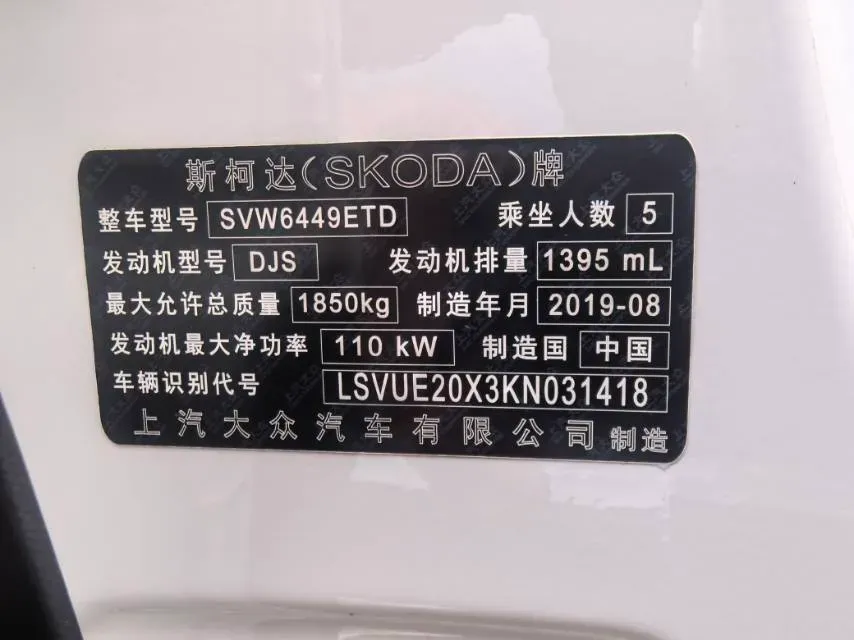 斯柯达(SKODA)牌
整车型号 SVW6449ETD 乘坐人数 5
发动机型号 DJS 发动机排量 1395 mL
最大允许总质量 1850kg 制造年月 2019-08
发动机最大净功率 110 kW 制造国 中国
车辆识别代号 LSVUE20X3KN031418
上汽大众汽车有限公司 制造